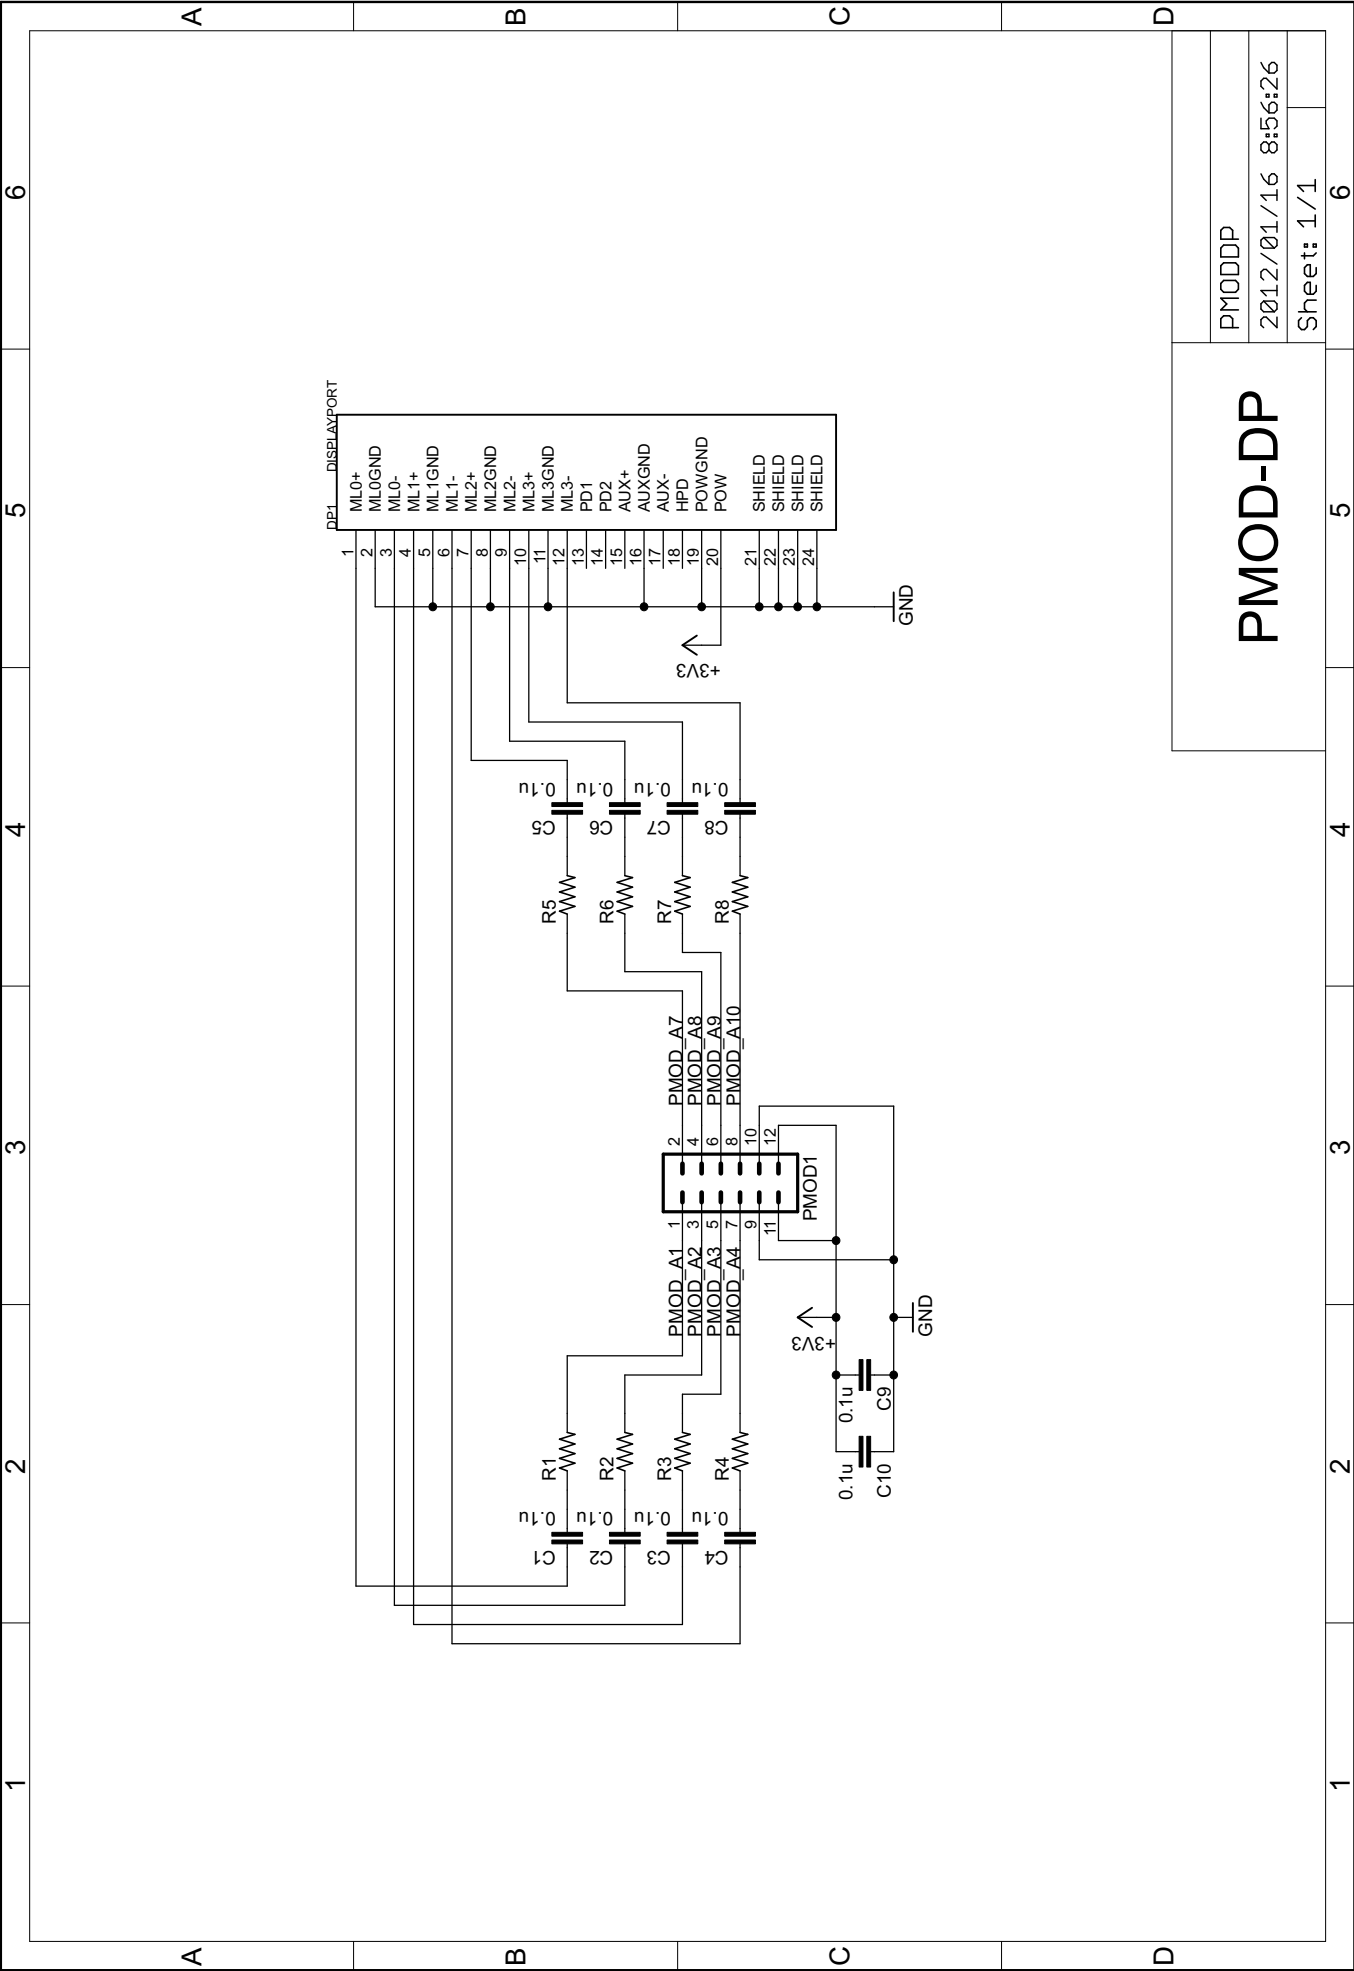 1
2
3
4
5
6
A
B
C
D
A
B
C
D
1
2
3
4
5
6
DP1
DISPLAYPORT
1 ML0+
2 ML0GND
3 ML0-
4 ML1+
5 ML1GND
6 ML1-
7 ML2+
8 ML2GND
9 ML2-
10 ML3+
11 ML3GND
12 ML3-
13 PD1
14 PD2
15 AUX+
16 AUXGND
17 AUX-
18 HPD
19 POWGND
20 POW
21 SHIELD
22 SHIELD
23 SHIELD
24 SHIELD
GND
+3V3
C1 0.1u
C2 0.1u
C3 0.1u
C4 0.1u
R1
R2
R3
R4
PMOD_A1
PMOD_A2
PMOD_A3
PMOD_A4
1 2
3 4
5 6
7 8
9 10
11 12
PMOD1
PMOD_A7
PMOD_A8
PMOD_A9
PMOD_A10
R5
R6
R7
R8
C5 0.1u
C6 0.1u
C7 0.1u
C8 0.1u
+3V3
0.1u
C10
0.1u
C9
GND
PMOD-DP
PMODDP
2012/01/16 8:56:26
Sheet: 1/1